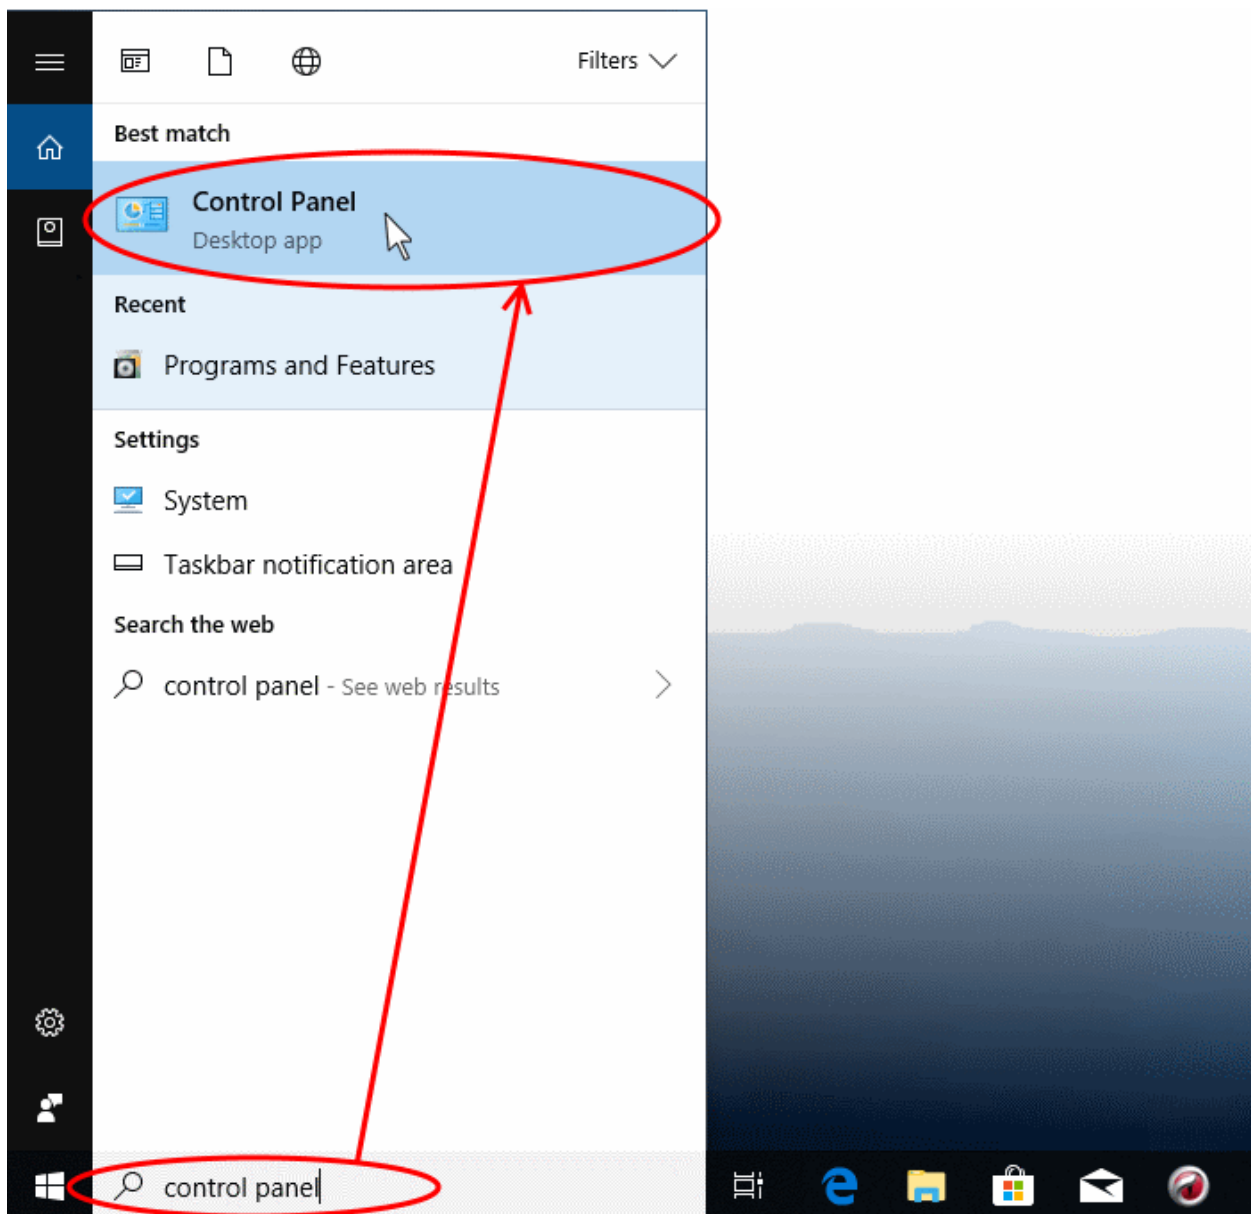 Filters
Best match
Control Panel
Desktop app
Recent
Programs and Features
Settings
System
Taskbar notification area
Search the web
control panel - See web results
control panel